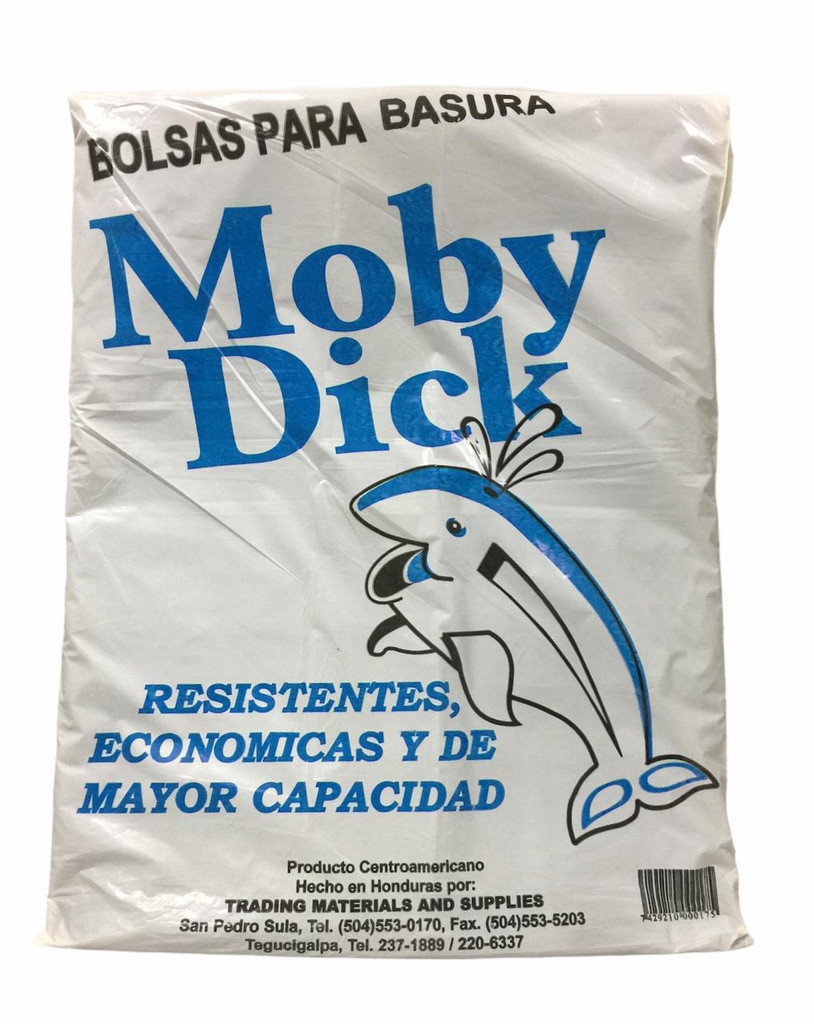 BOLSAS PARA BASURA
Moby
Dick
RESISTENTES,
ECONOMICAS Y DE
MAYOR CAPACIDAD
Producto Centroamericano
Hecho en Honduras por:
TRADING MATERIALS AND SUPPLIES
San Pedro Sula, Tel. (504)553-0170, Fax. (504)553-5203
Tegucigalpa, Tel. 237-1889 / 220-6337
7429210000175